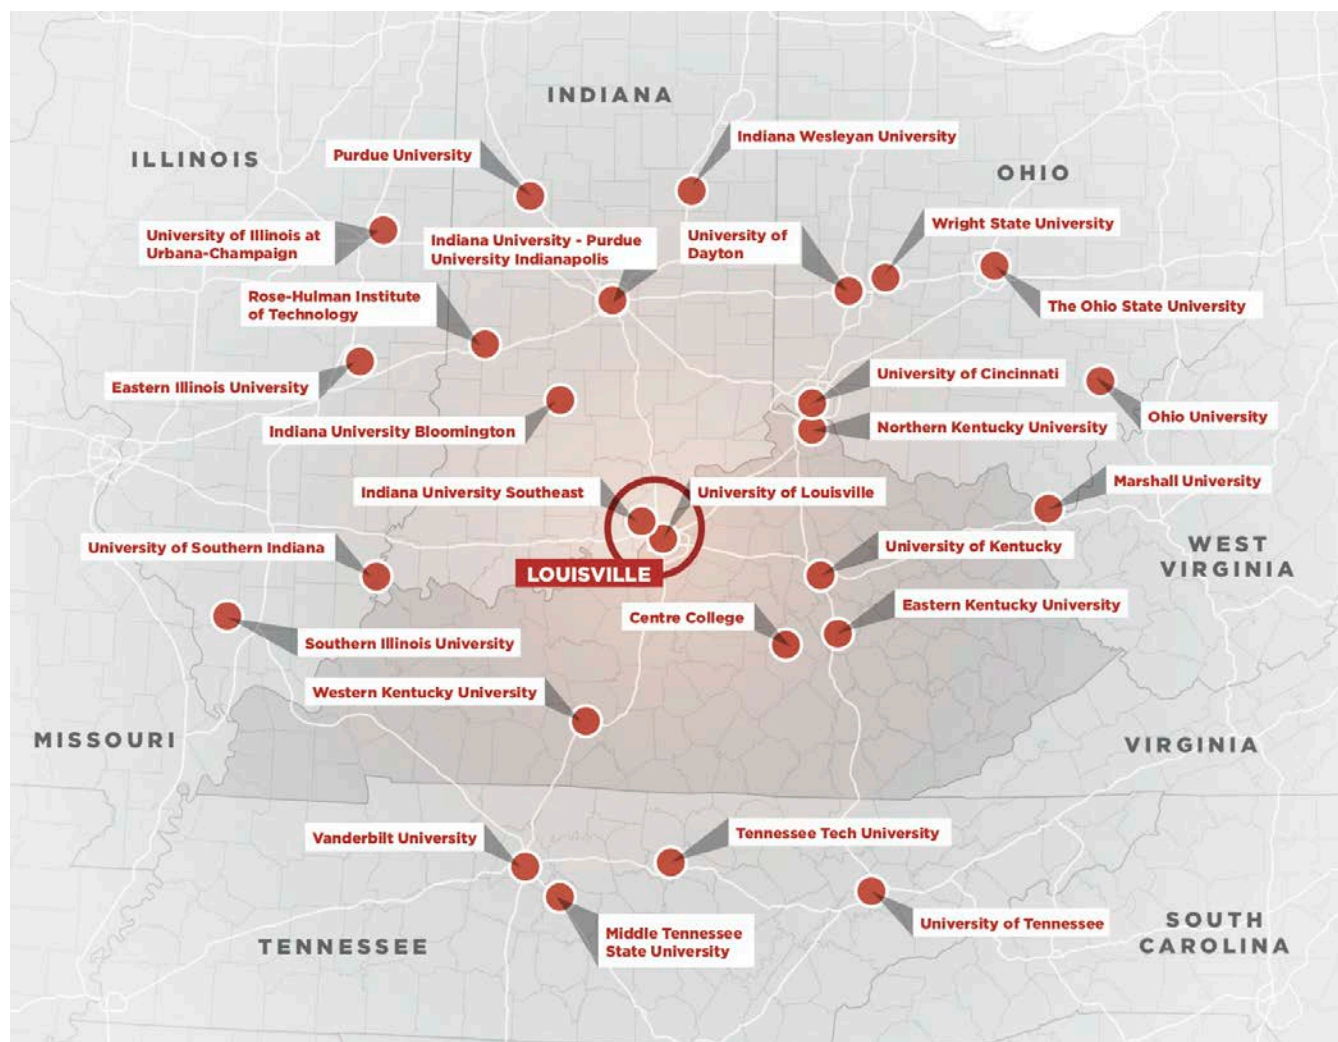 INDIANA
Indiana Wesleyan University
Purdue University
ILLINOIS
OHIO
Wright State University
University of Illinois at
Urbana-Champaign
Indiana University - Purdue
University Indianapolis
University of
Dayton
Rose-Hulman Institute
of Technology
The Ohio State University
University of Cincinnati
Eastern Illinois University
Ohio University
Indiana University Bloomington
Northern Kentucky University
Marshall University
Indiana University Southeast
University of Louisville
University of Southern Indiana
University of Kentucky
WEST
VIRGINIA
LOUISVILLE
Eastern Kentucky University
Centre College
Southern Illinois University
Western Kentucky University
MISSOURI
VIRGINIA
Vanderbilt University
Tennessee Tech University
University of Tennessee
Middle Tennessee
State University
TENNESSEE
SOUTH
CAROLINA